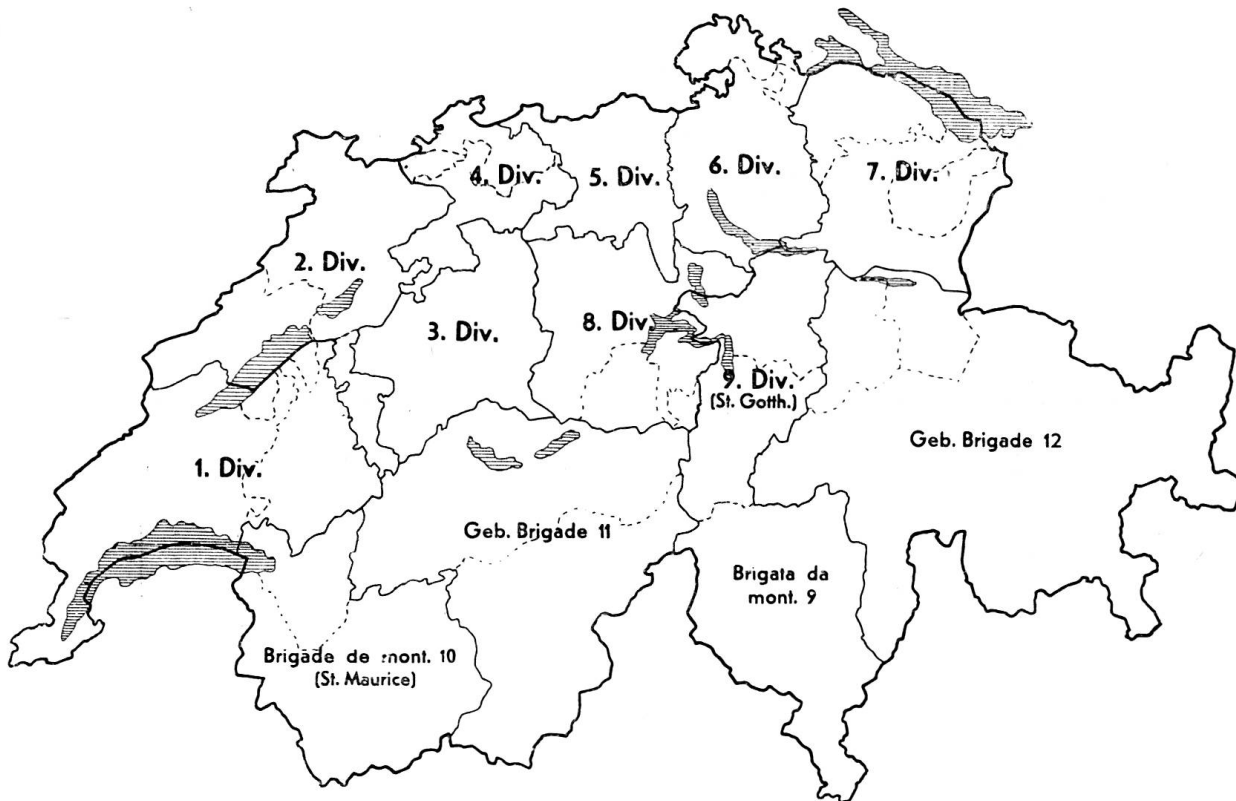 6. Div.
4. Div.
5. Div.
7. Div.
2. Div.
3. Div.
8. Div.
9. Div.
(St. Gotth.)
Geb. Brigade 12
1. Div.
Geb. Brigade 11
Brigata da
mont. 9
Brigade de mont. 10
(St. Maurice)